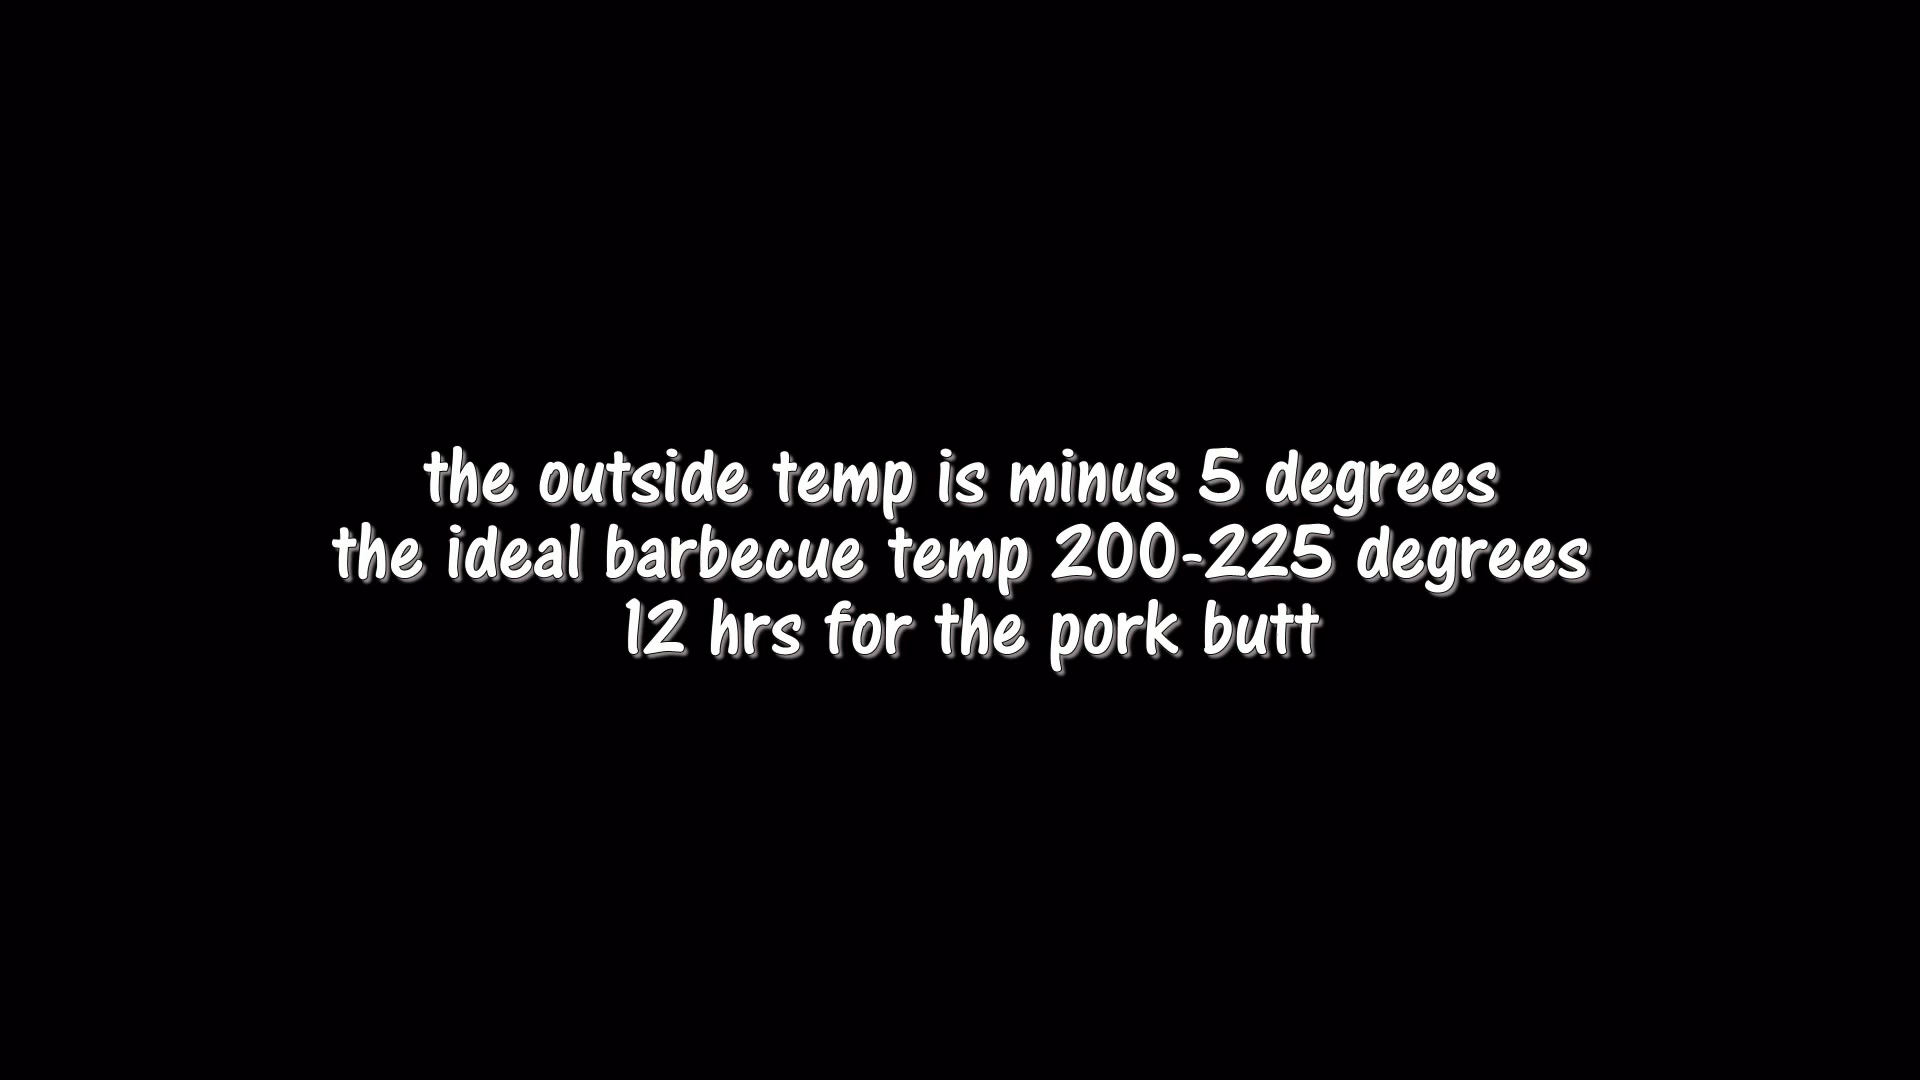 the outside temp is minus 5 degrees
the ideal barbecue temp 200-225 degrees
12 hrs for the pork butt